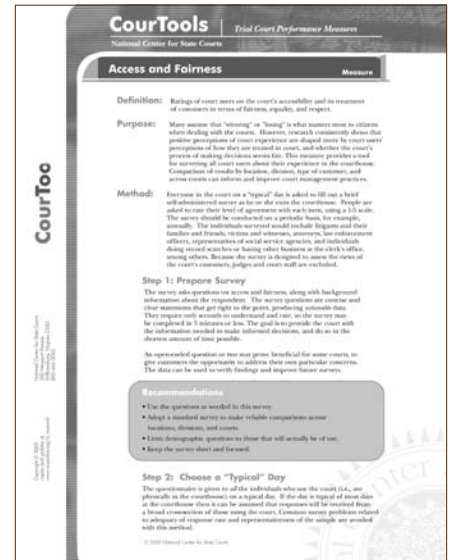 CourTools
Trial Court Performance Measures
National Center for State Courts
Access and Fairness
Measure
Definition: Ratings of court users on the court's accessibility and its treatment
of customers in terms of fairness, equality, and respect.
Purpose: Many assume that "winning" or "losing" is what matters most to citizens
when dealing with the courts. However, research consistently shows that
positive perceptions of court experience are shaped more by court users'
perceptions of how they are treated in court, and whether the court's
process of making decisions seems fair. This measure provides a tool
for surveying all court users about their experience in the courthouse.
Comparison of results by location, division, type of customer, and
across courts can inform and improve court management practices.
Method: Everyone in the court on a "typical" day is asked to fill out a brief
self-administered survey as he or she exits the courthouse. People are
asked to rate their level of agreement with each item, using a 1-5 scale.
The survey should be conducted on a periodic basis, for example,
annually. The individuals surveyed would include litigants and their
families and friends, victims and witnesses, attorneys, law enforcement
officers, representatives of social service agencies, and individuals
doing record searches or having other business at the clerk's office,
among others. Because the survey is designed to assess the views of
the court's customers, judges and court staff are excluded.
Step 1: Prepare Survey
The survey asks questions on access and fairness, along with background
information about the respondent. The survey questions are concise and
clear statements that get right to the point, producing actionable data.
They require only seconds to understand and rate, so the survey may
be completed in 5 minutes or less. The goal is to provide the court with
the information needed to make informed decisions, and do so in the
shortest amount of time possible.
An open-ended question or two may prove beneficial for some courts, to
give customers the opportunity to address their own particular concerns.
The data can be used to verify findings and improve future surveys.
Recommendations
• Use the questions as worded in this survey.
• Adopt a standard survey to make reliable comparisons across
locations, divisions, and courts.
• Limit demographic questions to those that will actually be of use.
• Keep the survey short and focused.
Step 2: Choose a "Typical" Day
The questionnaire is given to all the individuals who use the court (i.e., are
physically in the courthouse) on a typical day. If the day is typical of most days
at the courthouse then it can be assumed that responses will be received from
a broad cross-section of those using the court. Common survey problems related
to adequacy of response rate and representativeness of the sample are avoided
with this method.
© 2005 National Center for State Courts
CourToo
National Center for State Courts
Center